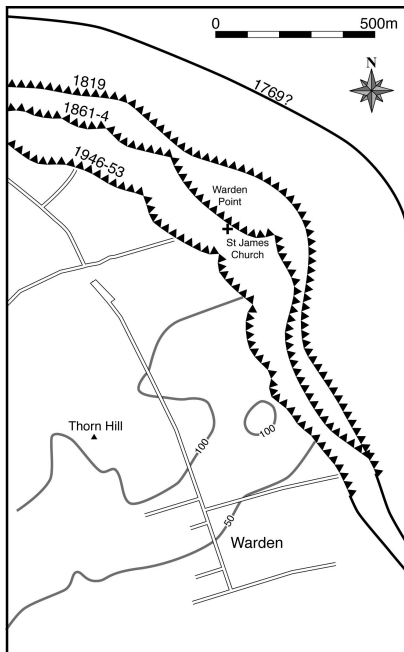 0
500m
N
1819
1769?
1861-4
1946-53
Warden
Point
St James
Church
Thorn Hill
100
100
50
Warden